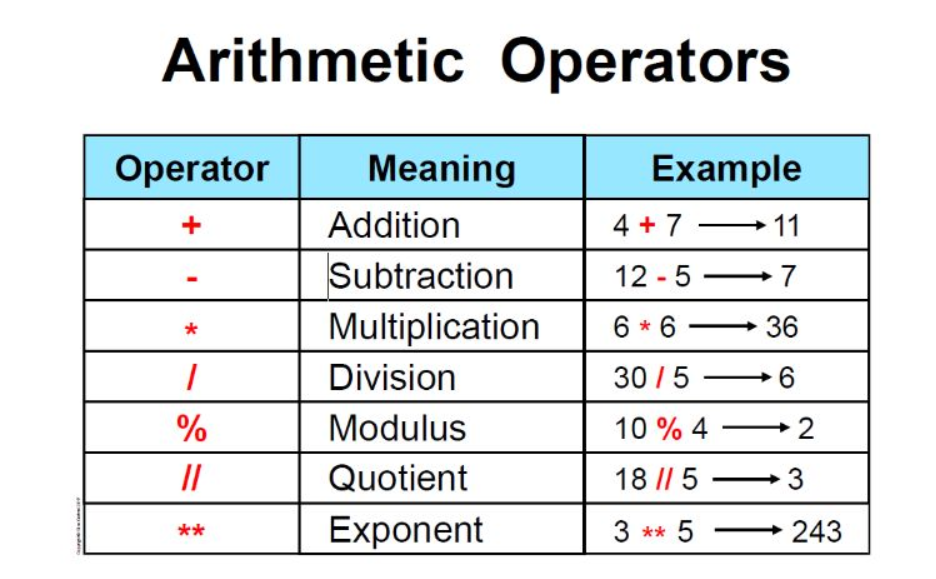 Arithmetic Operators
Operator Meaning Example
+ Addition 4 + 7 → 11
- Subtraction 12 - 5 → 7
* Multiplication 6 * 6 → 36
/ Division 30 / 5 → 6
% Modulus 10 % 4 → 2
// Quotient 18 // 5 → 3
** Exponent 3 ** 5 → 243